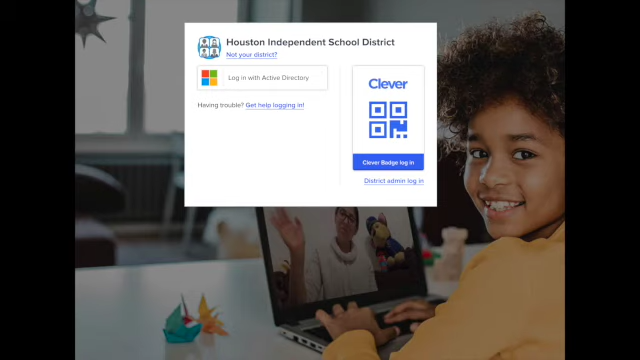 Houston Independent School District
Not your district?
Log in with Active Directory
Having trouble? Get help logging in!
Clever
Clever Badge log in
District admin log in